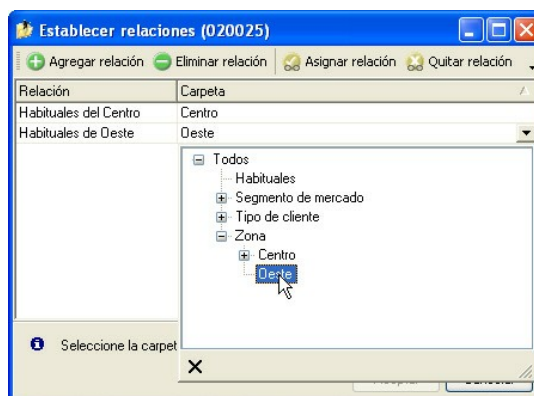 Establecer relaciones (020025)
Agregar relación Eliminar relación Asignar relación Quitar relación
Relación Carpeta
Habituales del Centro Centro
Habituales de Oeste Oeste
Todos
Habituales
Segmento de mercado
Tipo de cliente
Zona
Centro
Oeste
Seleccione la carpet